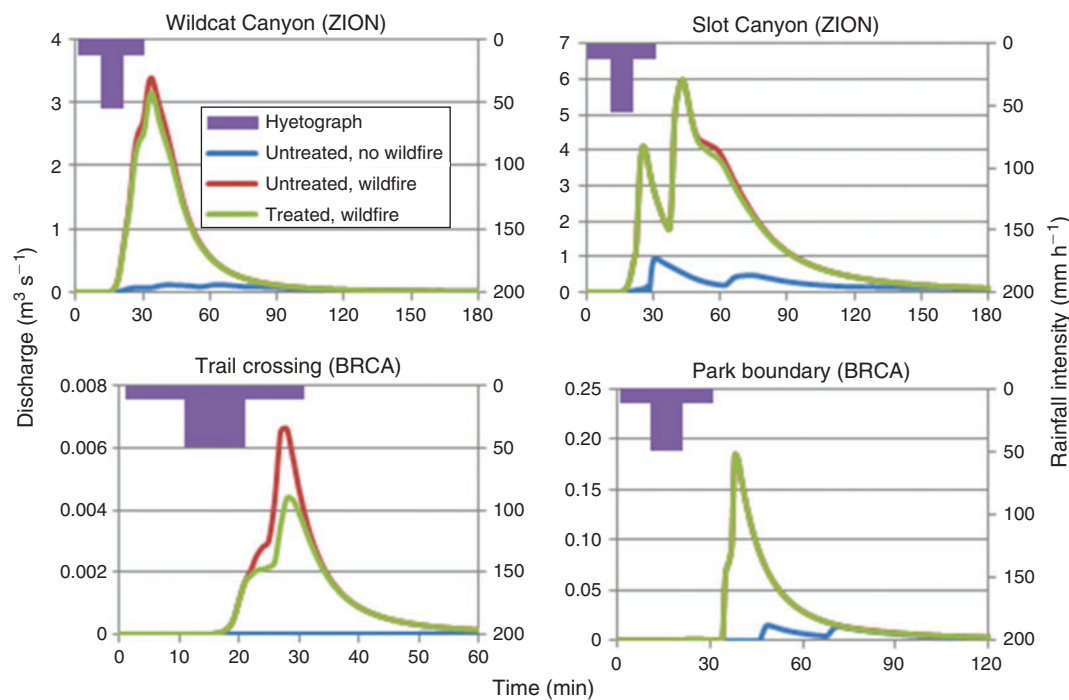 Wildcat Canyon (ZION)
4
3
2
1
0
0
50
100
150
200
0 30 60 90 120 150 180
Hyetograph
Untreated, no wildfire
Untreated, wildfire
Treated, wildfire
Slot Canyon (ZION)
7
6
5
4
3
2
1
0
0
50
100
150
200
0 30 60 90 120 150 180
Trail crossing (BRCA)
0.008
0.006
0.004
0.002
0
0
50
100
150
200
0 10 20 30 40 50 60
Park boundary (BRCA)
0.25
0.20
0.15
0.10
0.05
0
0
50
100
150
200
0 30 60 90 120
Discharge (m³ s⁻¹)
Rainfall intensity (mm h⁻¹)
Time (min)